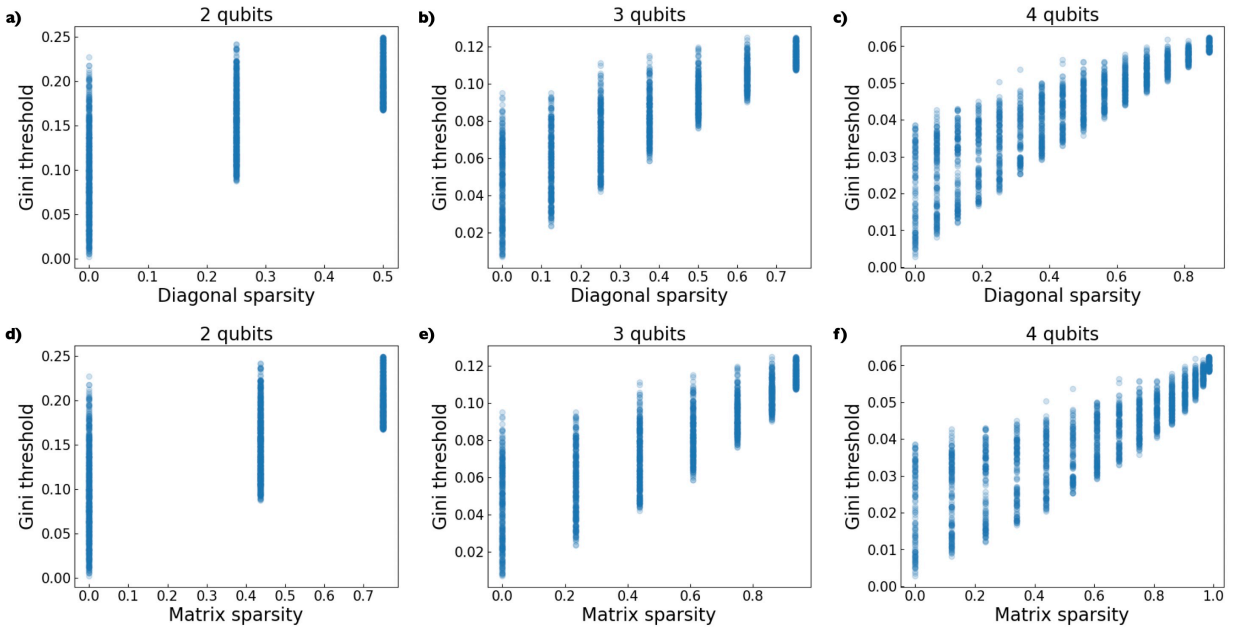 a)
2 qubits
Gini threshold
0.25
0.20
0.15
0.10
0.05
0.00
0.0 0.1 0.2 0.3 0.4 0.5
Diagonal sparsity
b)
3 qubits
Gini threshold
0.12
0.10
0.08
0.06
0.04
0.02
0.0 0.1 0.2 0.3 0.4 0.5 0.6 0.7
Diagonal sparsity
c)
4 qubits
Gini threshold
0.06
0.05
0.04
0.03
0.02
0.01
0.00
0.0 0.2 0.4 0.6 0.8
Diagonal sparsity
d)
2 qubits
Gini threshold
0.25
0.20
0.15
0.10
0.05
0.00
0.0 0.1 0.2 0.3 0.4 0.5 0.6 0.7
Matrix sparsity
e)
3 qubits
Gini threshold
0.12
0.10
0.08
0.06
0.04
0.02
0.0 0.2 0.4 0.6 0.8
Matrix sparsity
f)
4 qubits
Gini threshold
0.06
0.05
0.04
0.03
0.02
0.01
0.00
0.0 0.2 0.4 0.6 0.8 1.0
Matrix sparsity